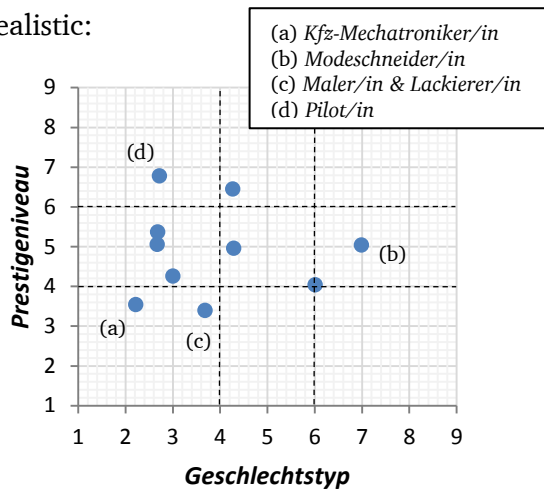 ealistic:
(a) Kfz-Mechatroniker/in
(b) Modeschneider/in
(c) Maler/in & Lackierer/in
(d) Pilot/in
9
8
7
6
5
4
3
2
1
Prestigeniveau
(d)
(b)
(a)
(c)
1 2 3 4 5 6 7 8 9
Geschlechtstyp